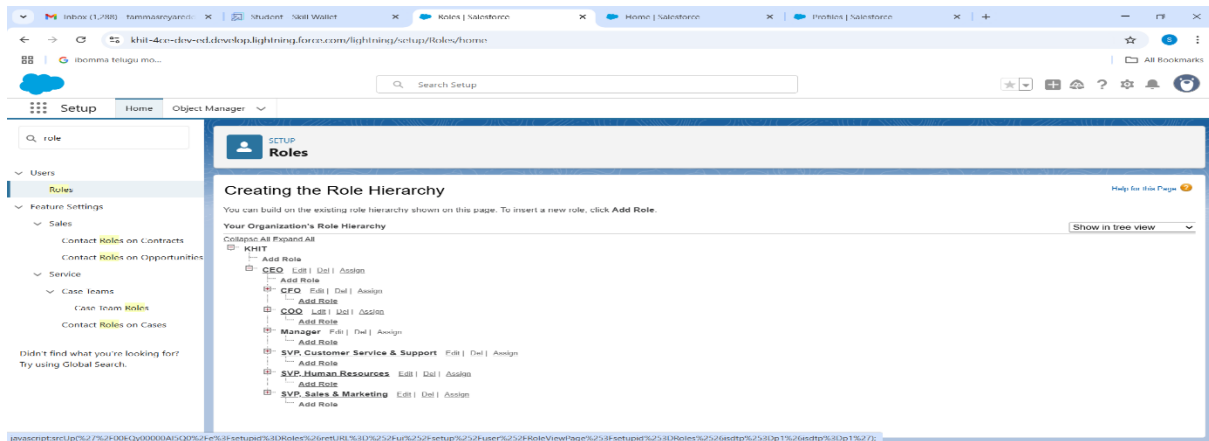 Inbox (1,288) - tammasreyaredd
Student - Skill Wallet
Roles | Salesforce
Home | Salesforce
Profiles | Salesforce
khit-4ce-dev-ed.develop.lightning.force.com/lightning/setup/Roles/home
S
ibomma telugu mo...
All Bookmarks
Search Setup
Setup
Home
Object Manager
role
SETUP
Roles
Users
Roles
Feature Settings
Sales
Contact Roles on Contracts
Contact Roles on Opportunities
Service
Case Teams
Case Team Roles
Contact Roles on Cases
Didn't find what you're looking for?
Try using Global Search.
Creating the Role Hierarchy
Help for this Page
You can build on the existing role hierarchy shown on this page. To insert a new role, click Add Role.
Your Organization's Role Hierarchy
Show in tree view
Collapse All Expand All
KHIT
Add Role
CEO Edit | Del | Assign
Add Role
CFO Edit | Del | Assign
Add Role
COO Edit | Del | Assign
Add Role
Manager Edit | Del | Assign
Add Role
SVP, Customer Service & Support Edit | Del | Assign
Add Role
SVP, Human Resources Edit | Del | Assign
Add Role
SVP, Sales & Marketing Edit | Del | Assign
Add Role